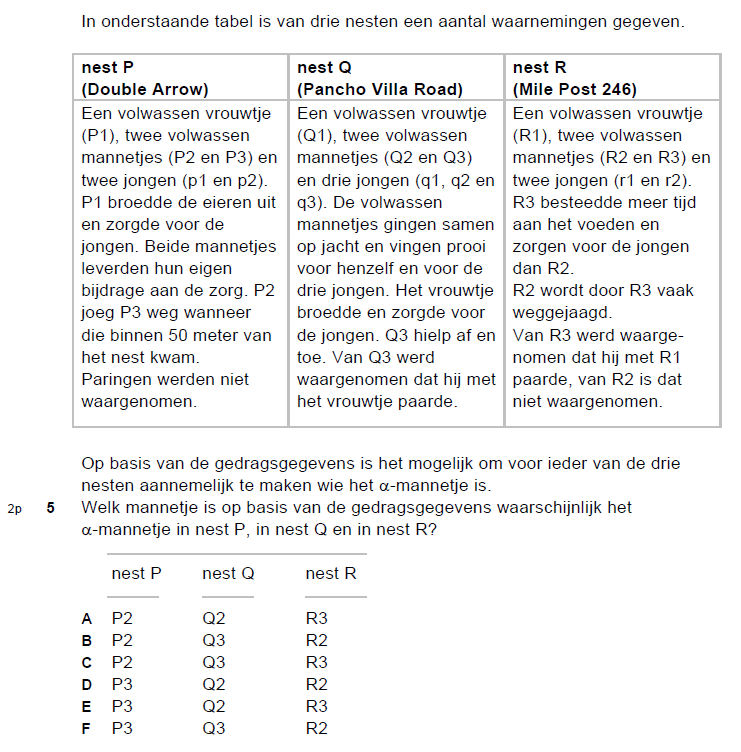 In onderstaande tabel is van drie nesten een aantal waarnemingen gegeven.
nest P
(Double Arrow)
Een volwassen vrouwtje
(P1), twee volwassen
mannetjes (P2 en P3) en
twee jongen (p1 en p2).
P1 broedde de eieren uit
en zorgde voor de
jongen. Beide mannetjes
leverden hun eigen
bijdrage aan de zorg. P2
joeg P3 weg wanneer
die binnen 50 meter van
het nest kwam.
Paringen werden niet
waargenomen.
nest Q
(Pancho Villa Road)
Een volwassen vrouwtje
(Q1), twee volwassen
mannetjes (Q2 en Q3)
en drie jongen (q1, q2 en
q3). De volwassen
mannetjes gingen samen
op jacht en vingen prooi
voor henzelf en voor de
drie jongen. Het vrouwtje
broedde en zorgde voor
de jongen. Q3 hielp af en
toe. Van Q3 werd
waargenomen dat hij met
het vrouwtje paarde.
nest R
(Mile Post 246)
Een volwassen vrouwtje
(R1), twee volwassen
mannetjes (R2 en R3) en
twee jongen (r1 en r2).
R3 besteedde meer tijd
aan het voeden en
zorgen voor de jongen
dan R2.
R2 wordt door R3 vaak
weggejaagd.
Van R3 werd waarge-
nomen dat hij met R1
paarde, van R2 is dat
niet waargenomen.
Op basis van de gedragsgegevens is het mogelijk om voor ieder van de drie
nesten aannemelijk te maken wie het α-mannetje is.
2p 5 Welk mannetje is op basis van de gedragsgegevens waarschijnlijk het
α-mannetje in nest P, in nest Q en in nest R?
nest P nest Q nest R
A P2 Q2 R3
B P2 Q3 R2
C P2 Q3 R3
D P3 Q2 R2
E P3 Q2 R3
F P3 Q3 R2